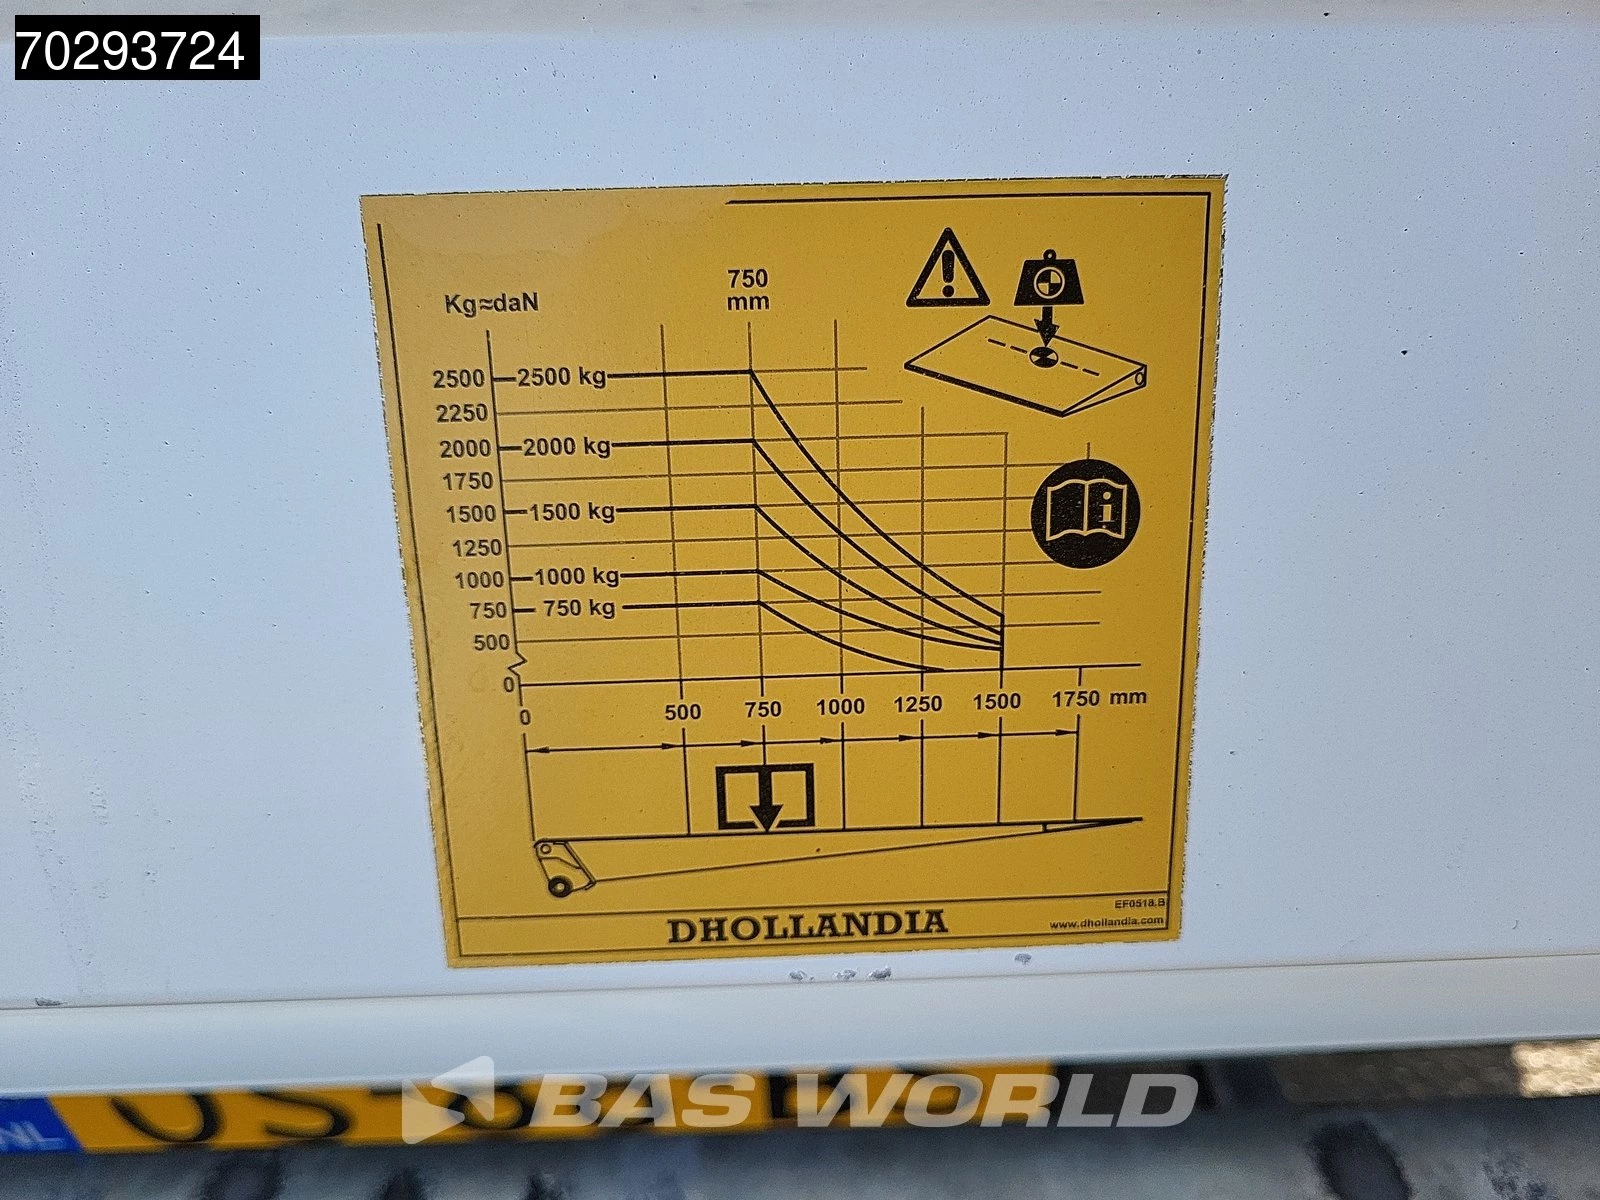 70293724
750
mm
Kg≈daN
2500 2500 kg
2250
2000 2000 kg
1750
1500 1500 kg
1250
1000 1000 kg
750 750 kg
500
0
0 500 750 1000 1250 1500 1750 mm
EF0518.B
DHOLLANDIA www.dhollandia.com
BAS WORLD
NL